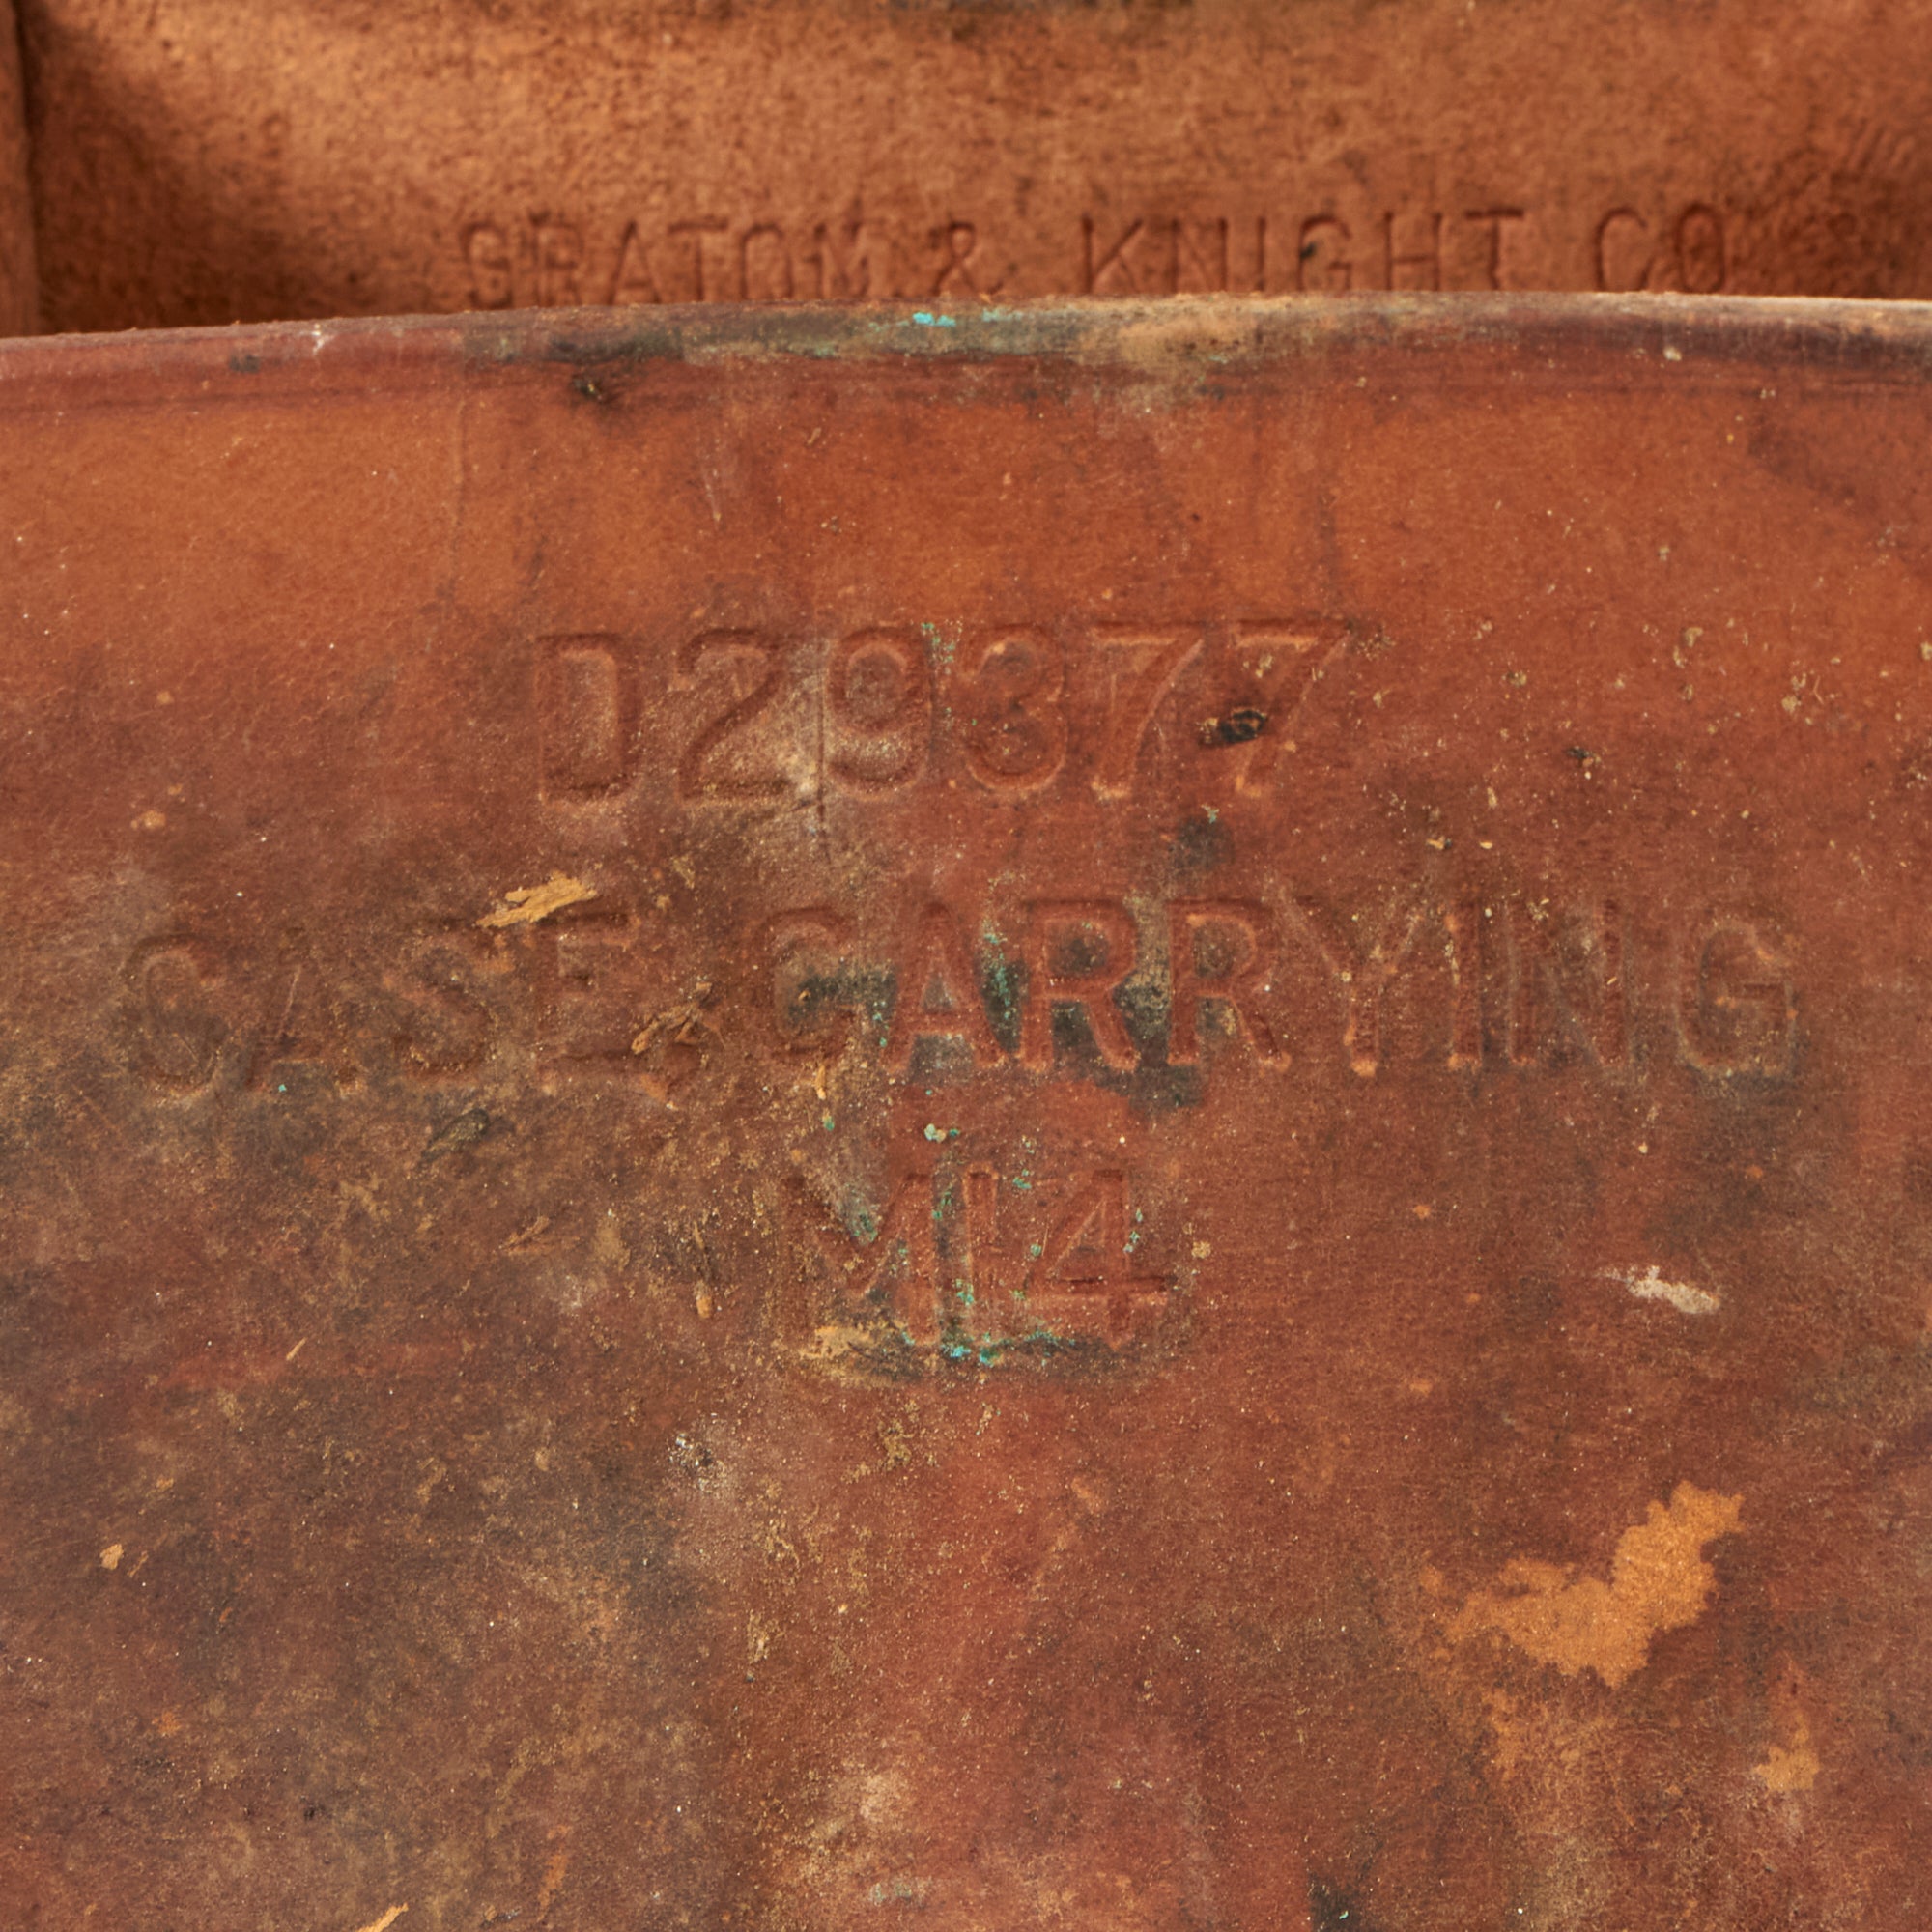 GRATON & KNIGHT CO
D29377
CASE, CARRYING
M14